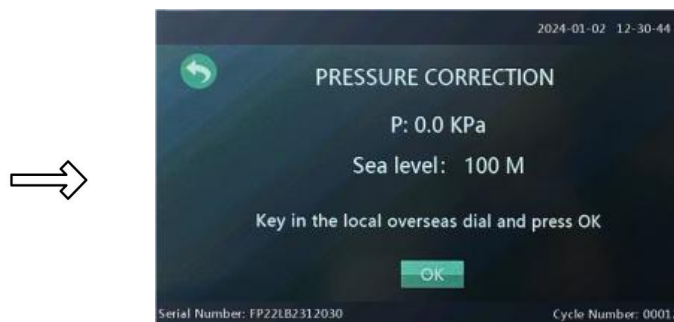 2024-01-02 12-30-44
PRESSURE CORRECTION
P: 0.0 KPa
Sea level: 100 M
Key in the local overseas dial and press OK
OK
Serial Number: FP22LB2312030
Cycle Number: 0001.